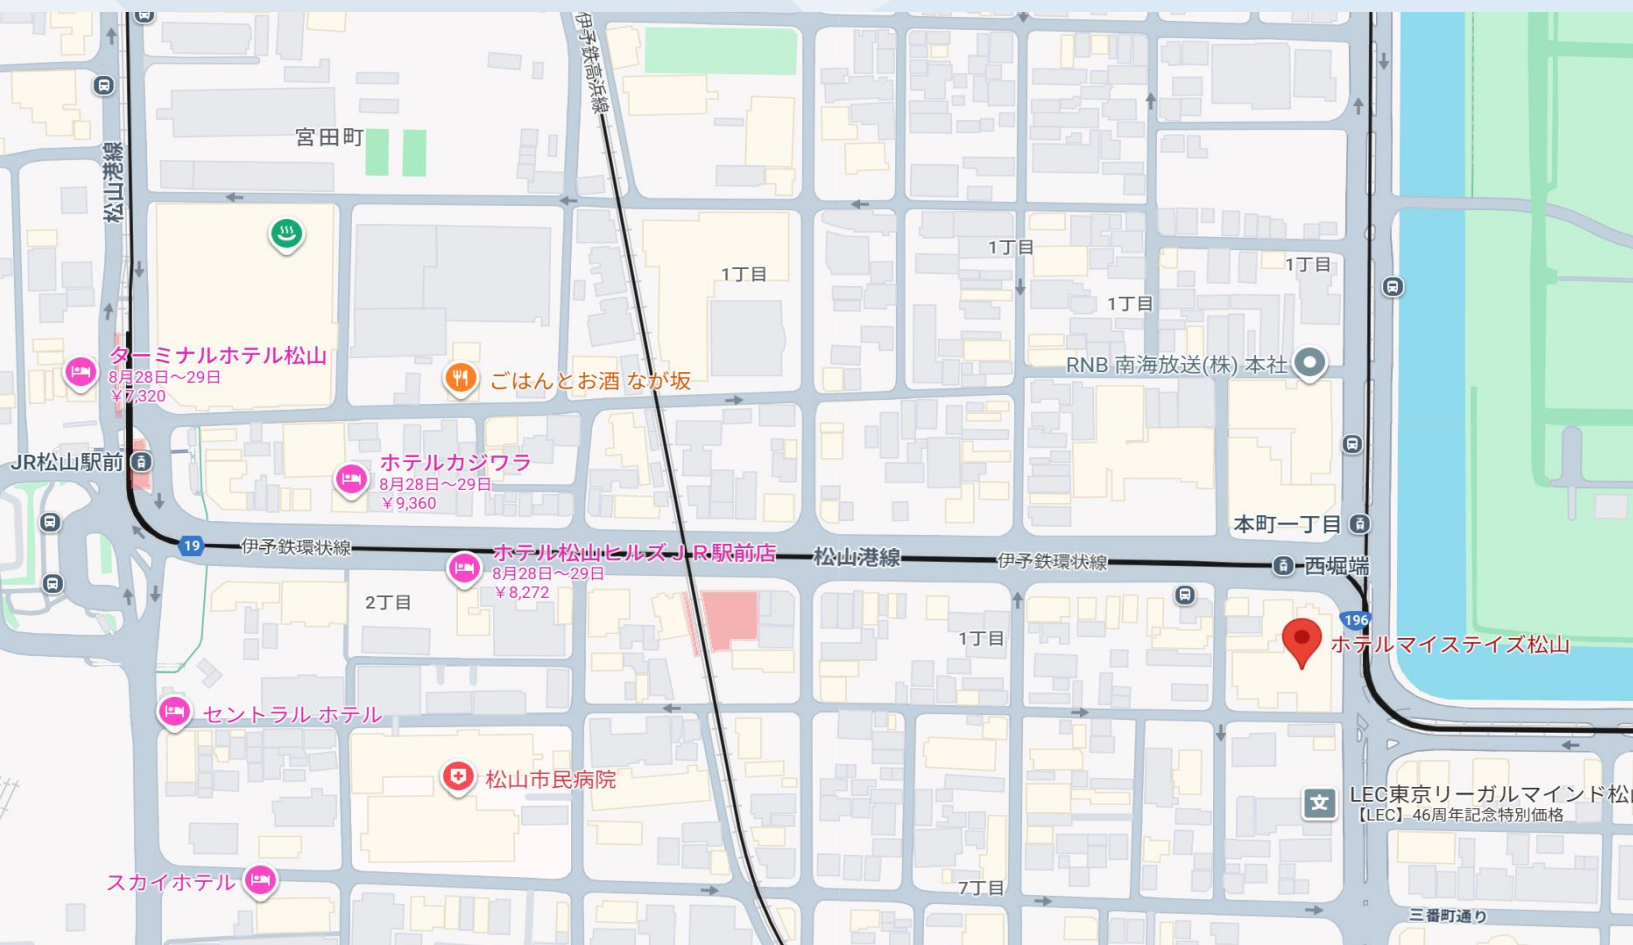 伊予鉄高浜線
宮田町
松山港線
1丁目
1丁目
1丁目
1丁目
ターミナルホテル松山
8月28日～29日
￥7,320
RNB 南海放送(株) 本社
ごはんとお酒 なが坂
JR松山駅前
ホテルカジワラ
8月28日～29日
￥9,360
本町一丁目
19
伊予鉄環状線
ホテル松山ヒルズＪＲ駅前店
8月28日～29日
￥8,272
松山港線
伊予鉄環状線
西堀端
2丁目
196
1丁目
ホテルマイステイズ松山
セントラル ホテル
松山市民病院
文
LEC東京リーガルマインド松
【LEC】46周年記念特別価格
スカイホテル
7丁目
三番町通り